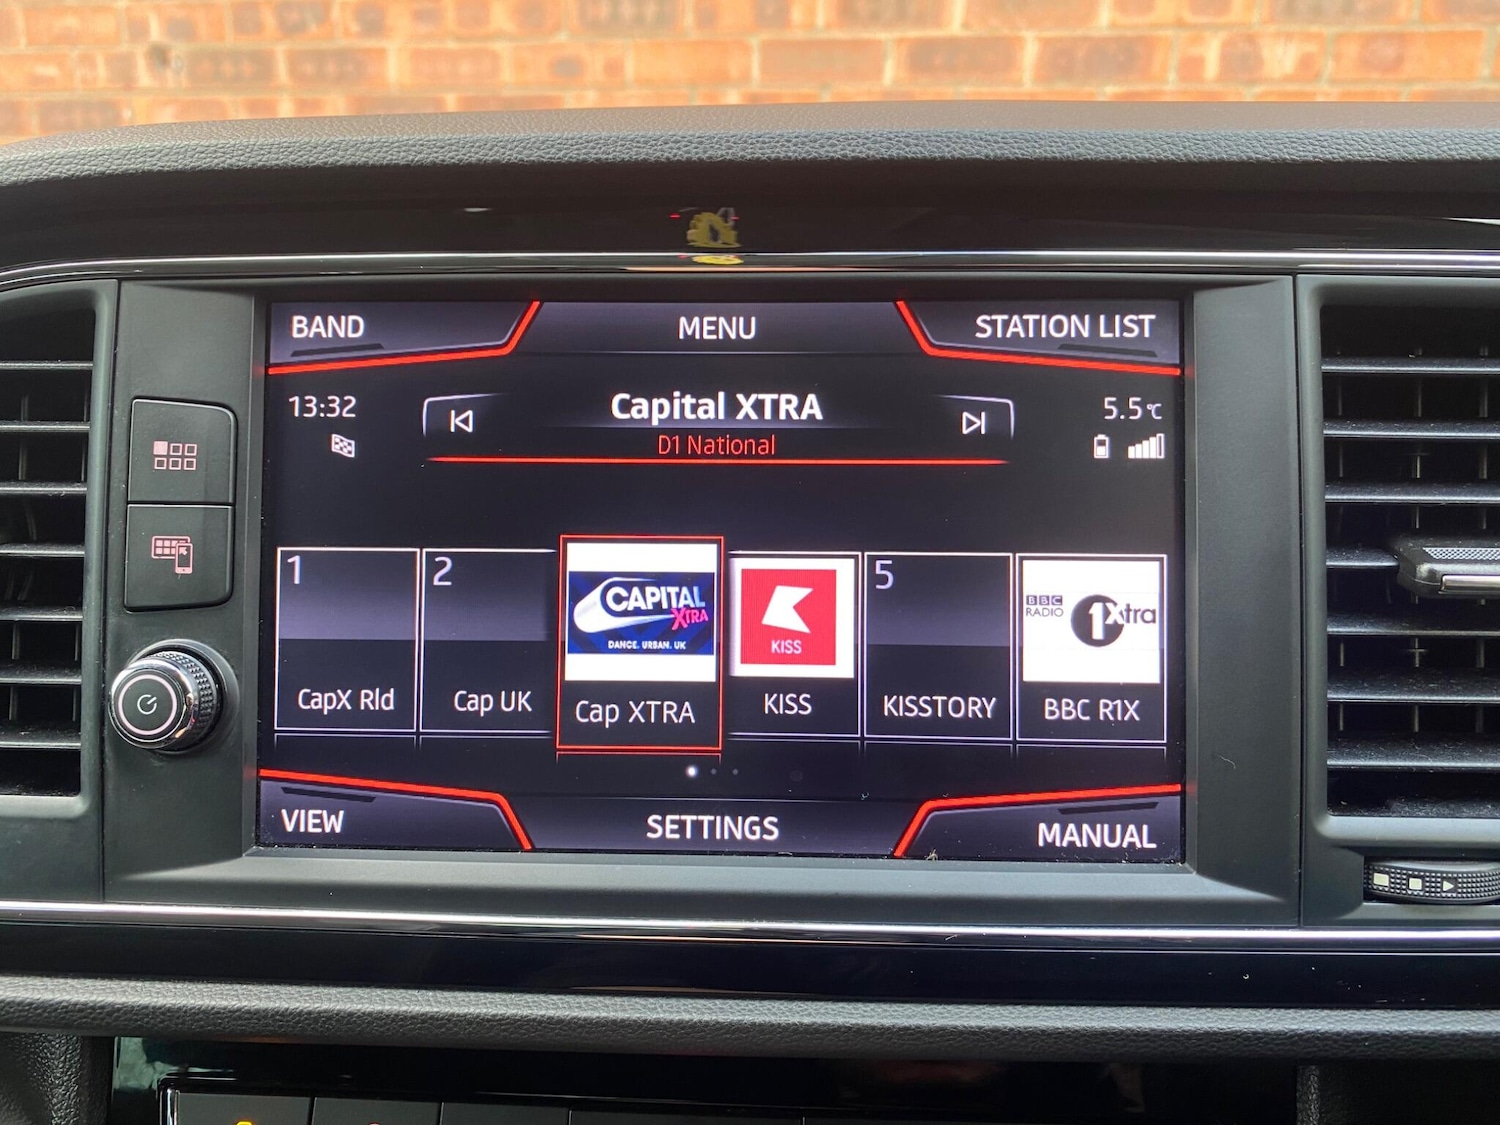 BAND
MENU
STATION LIST
13:32
Capital XTRA
5.5°C
D1 National
1
2
5
CAPITAL
XTRA
DANCE. URBAN. UK
KISS
BBC
RADIO
1Xtra
CapX Rld
Cap UK
Cap XTRA
KISS
KISSTORY
BBC R1X
VIEW
SETTINGS
MANUAL